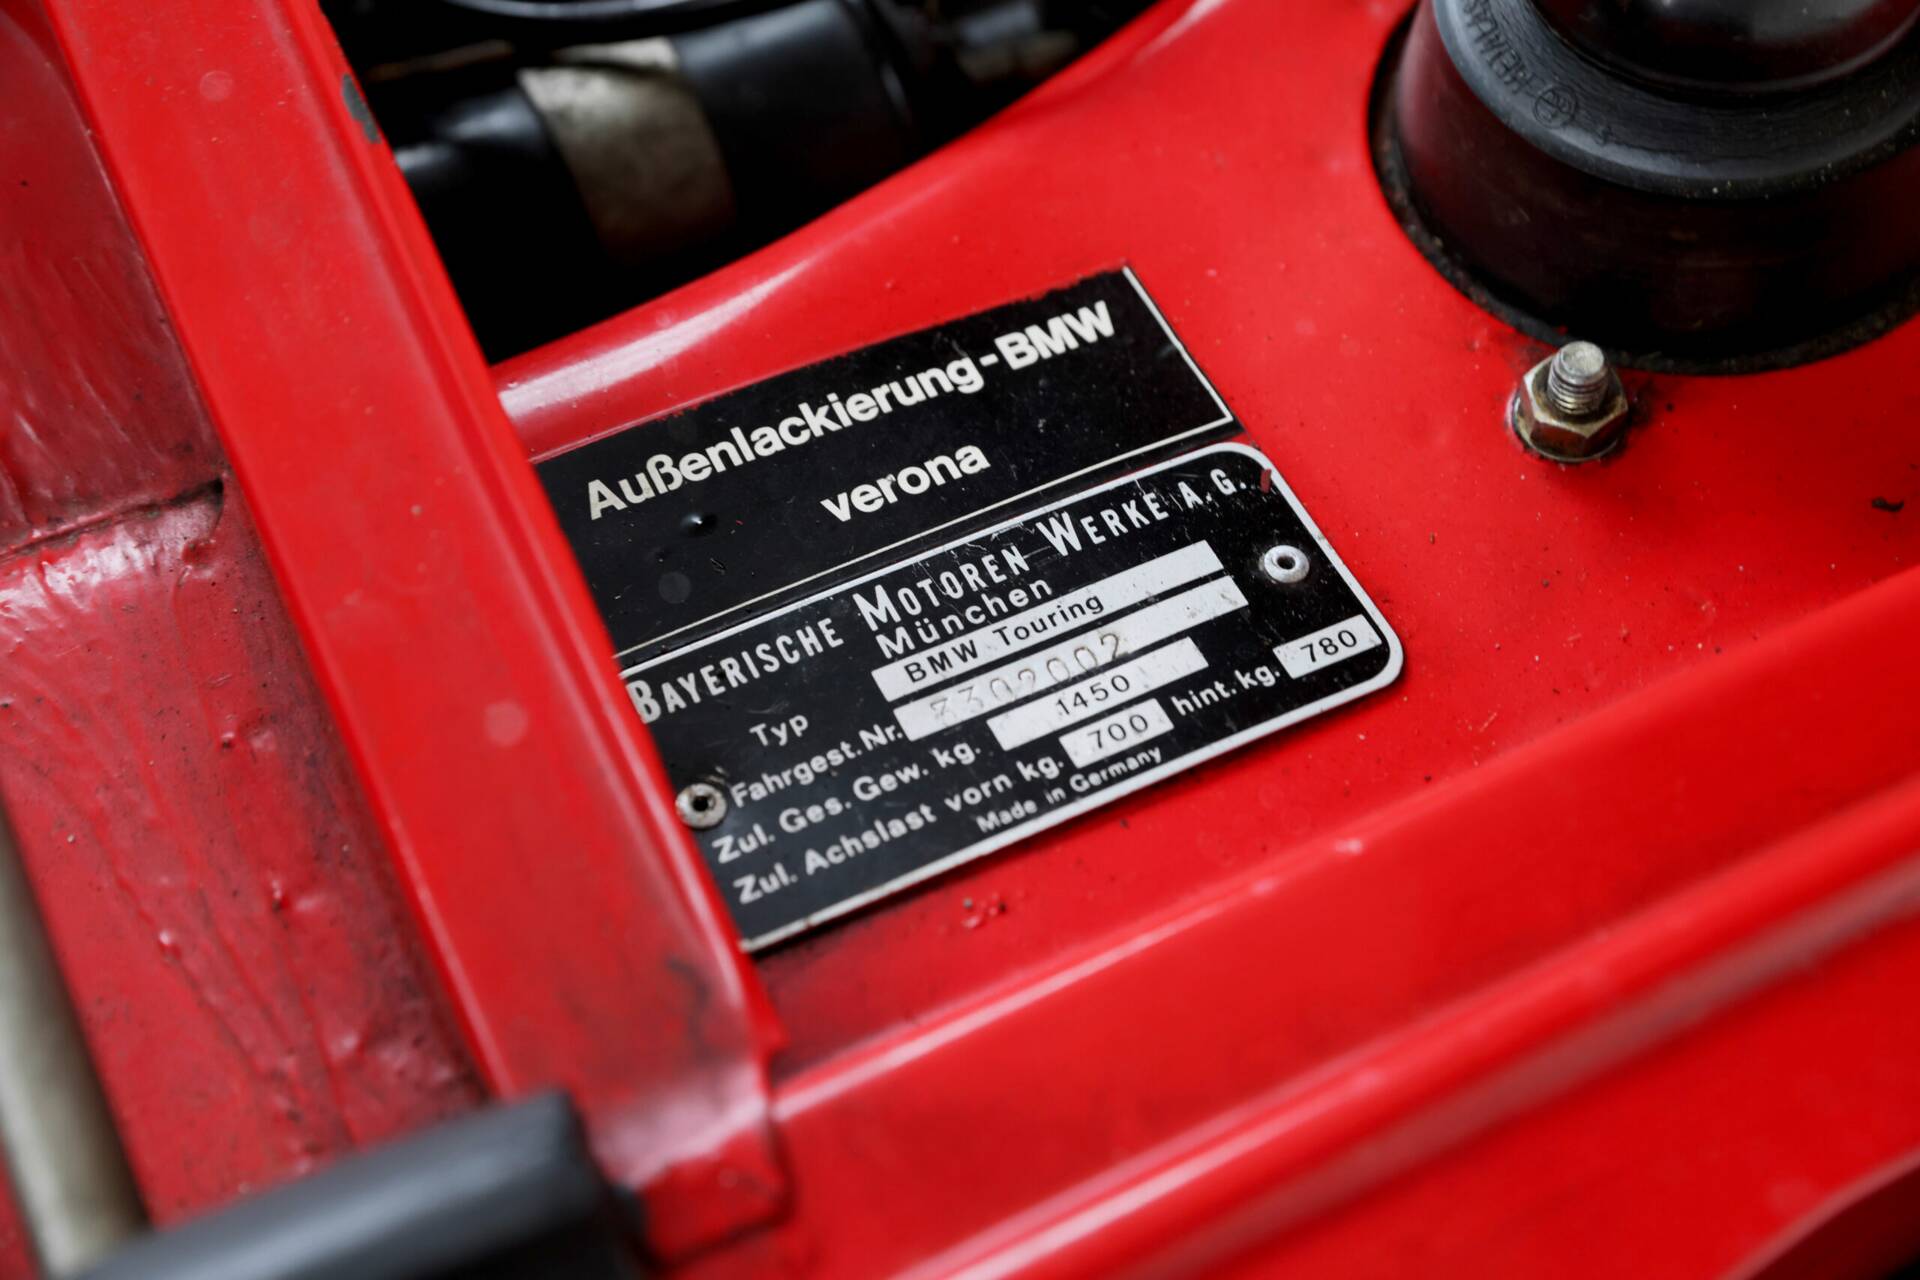 Außenlackierung-BMW
verona
BAYERISCHE MOTOREN WERKE A.G.
München
Typ BMW Touring
Fahrgest.Nr. 3302002
Zul. Ges. Gew. kg. 1450
Zul. Achslast vorn kg. 700 hint. kg. 780
Made in Germany